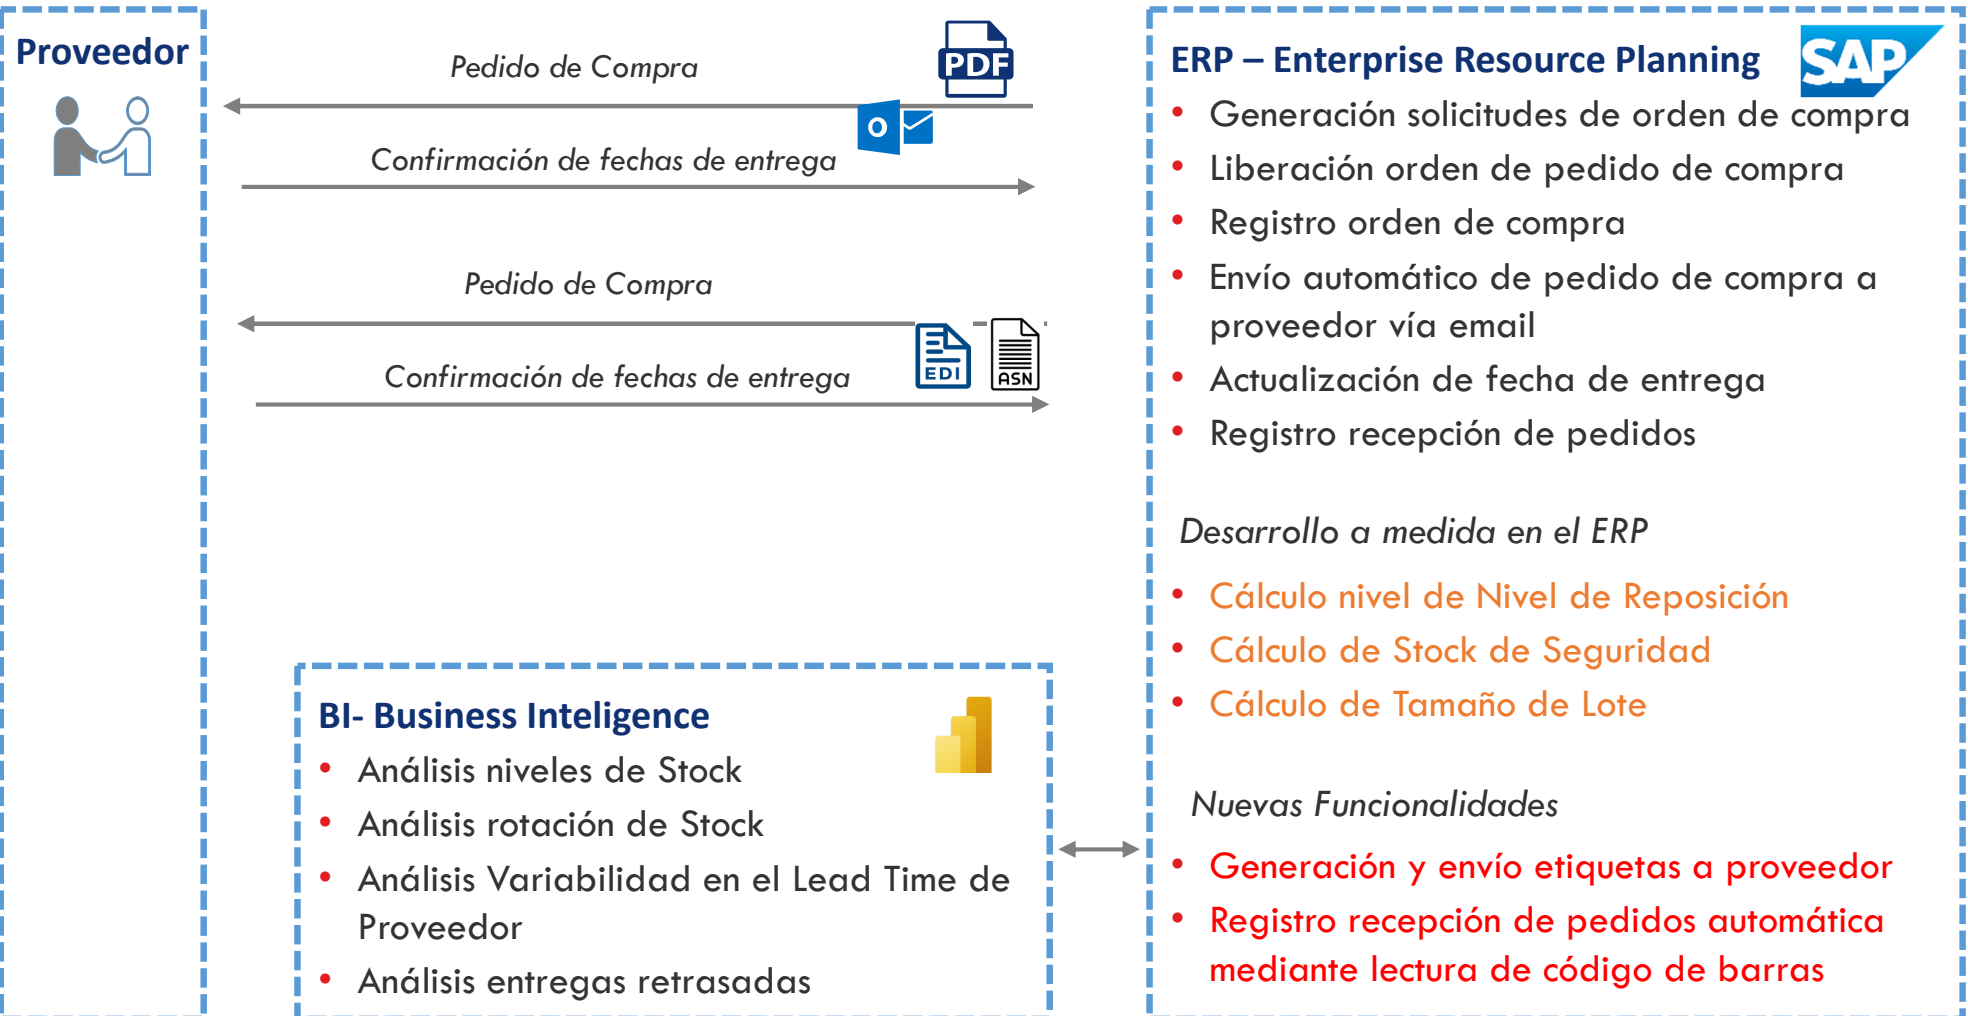 Proveedor
Pedido de Compra
PDF
O
Confirmación de fechas de entrega
Pedido de Compra
EDI
ASN
Confirmación de fechas de entrega
ERP – Enterprise Resource Planning
SAP
• Generación solicitudes de orden de compra
• Liberación orden de pedido de compra
• Registro orden de compra
• Envío automático de pedido de compra a
proveedor vía email
• Actualización de fecha de entrega
• Registro recepción de pedidos
Desarrollo a medida en el ERP
• Cálculo nivel de Nivel de Reposición
• Cálculo de Stock de Seguridad
• Cálculo de Tamaño de Lote
Nuevas Funcionalidades
• Generación y envío etiquetas a proveedor
• Registro recepción de pedidos automática
mediante lectura de código de barras
BI- Business Inteligence
• Análisis niveles de Stock
• Análisis rotación de Stock
• Análisis Variabilidad en el Lead Time de
Proveedor
• Análisis entregas retrasadas